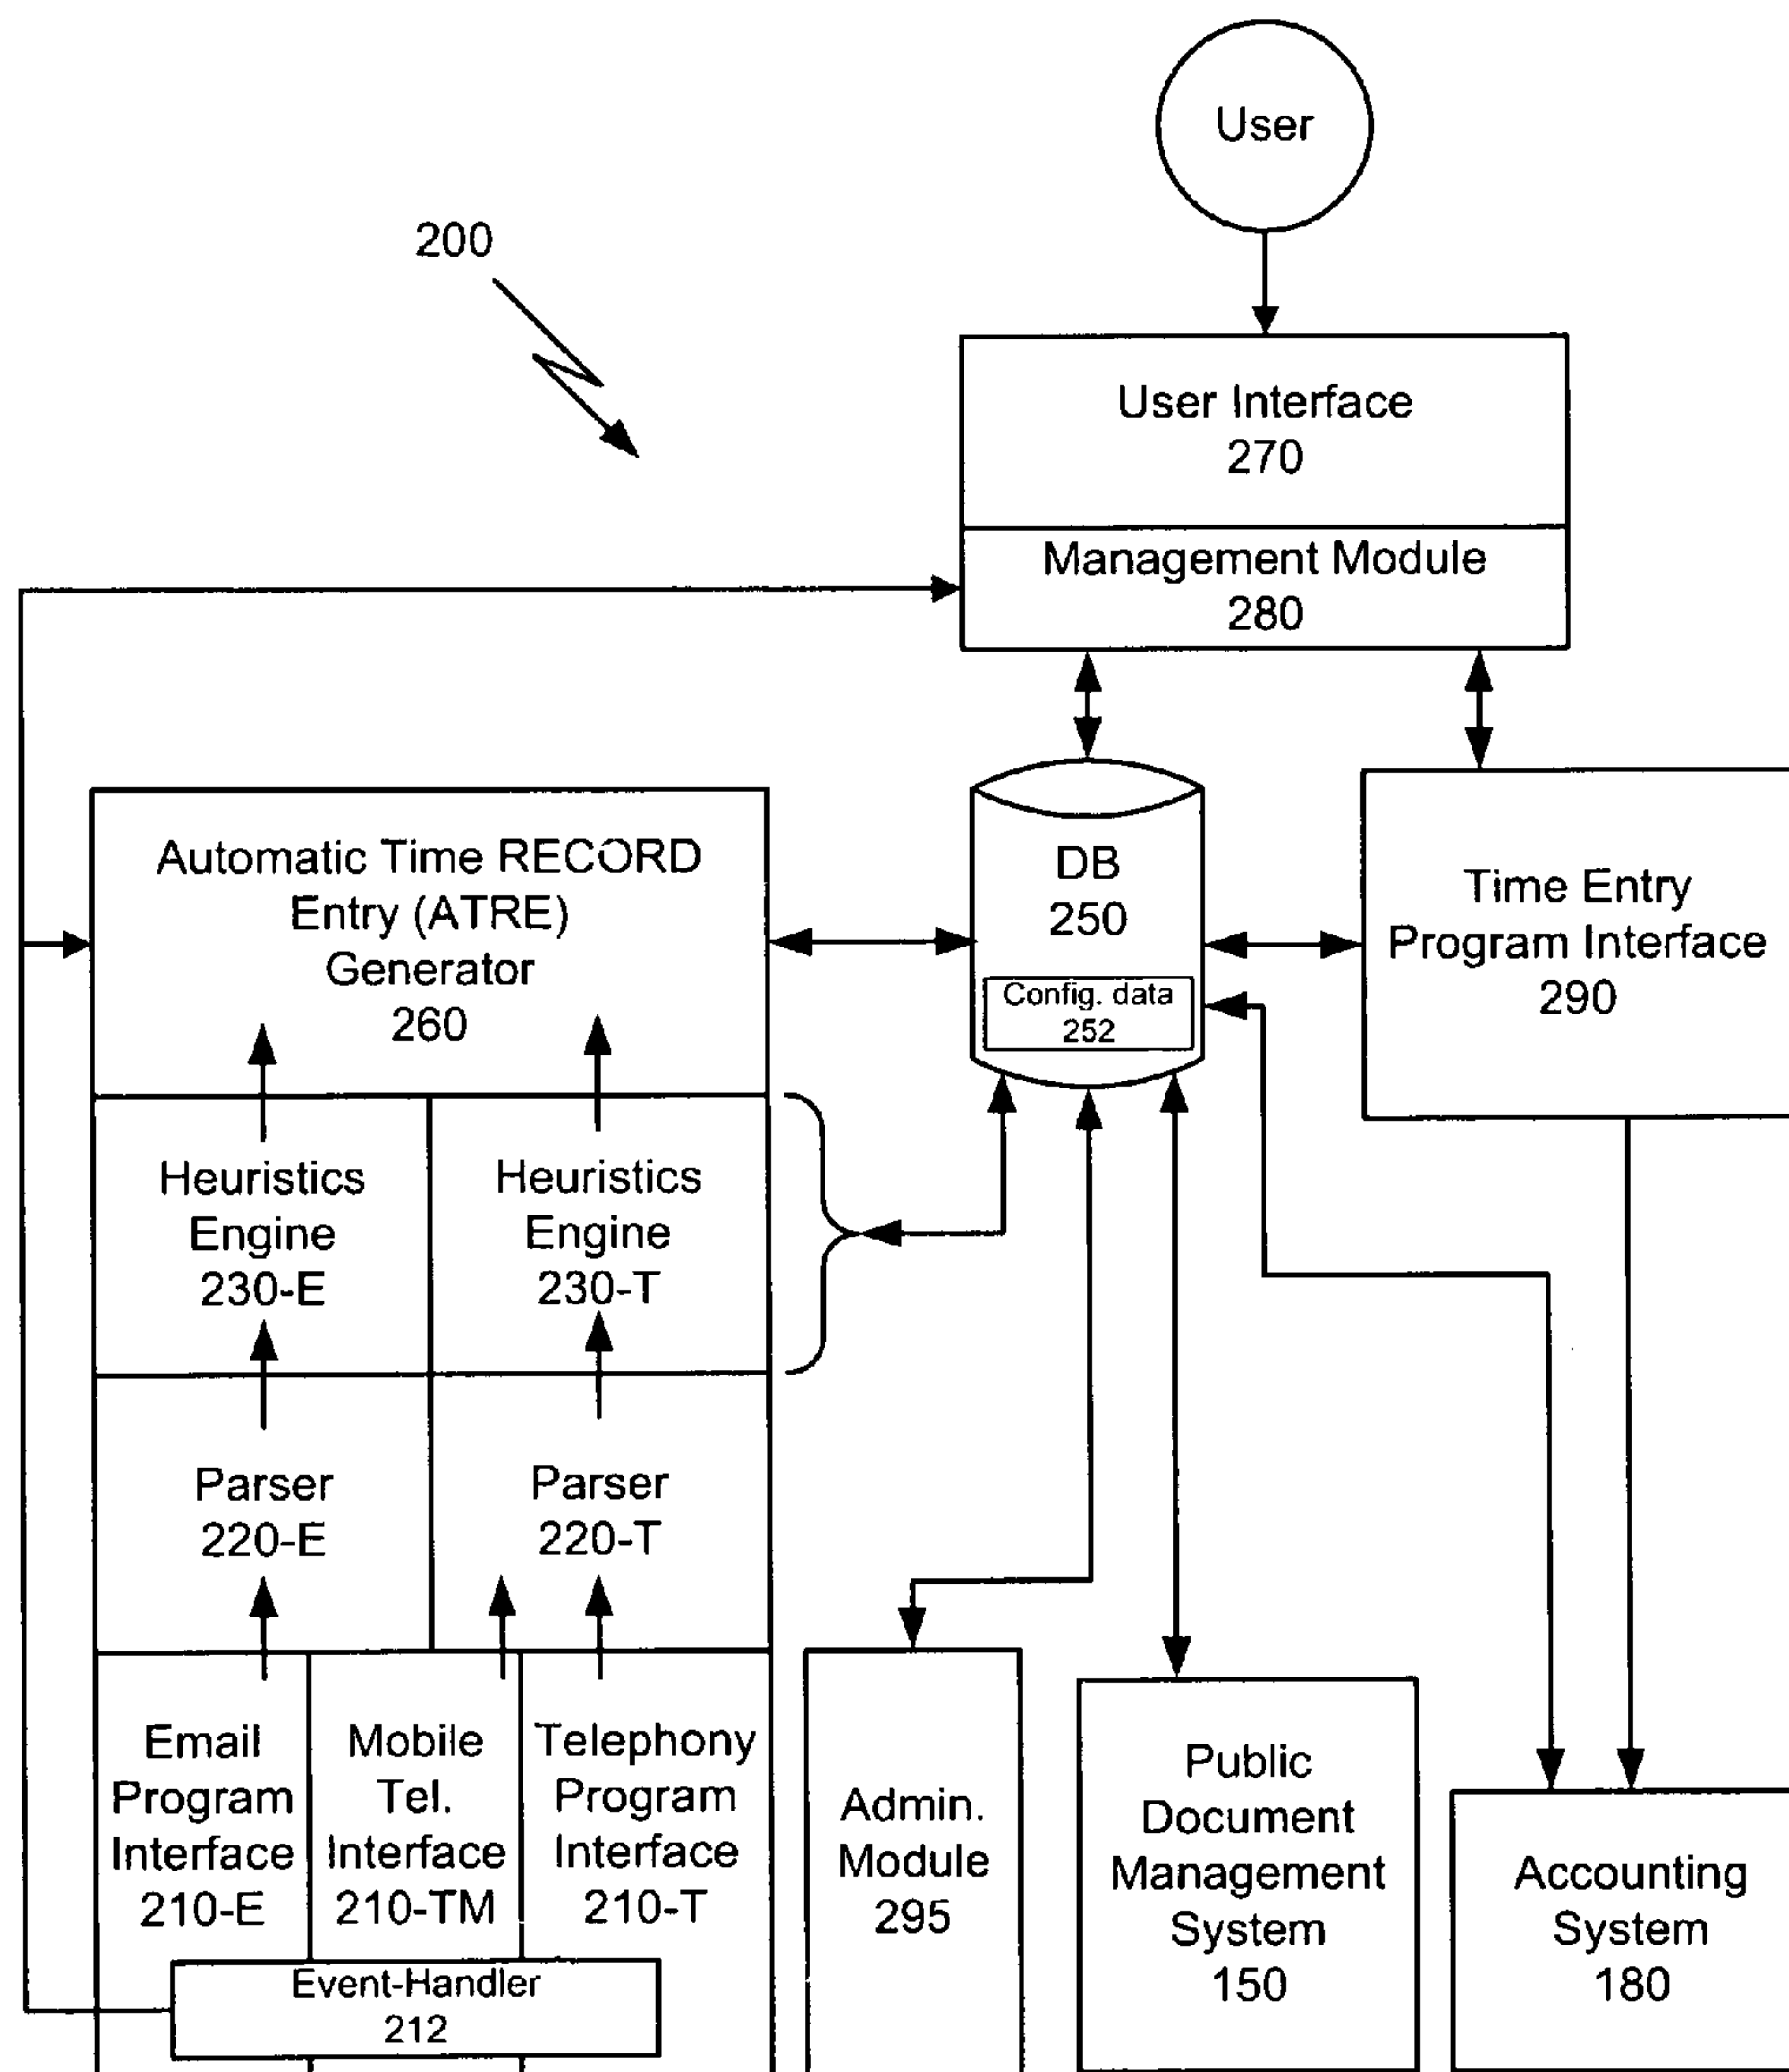 User
200
User Interface
270
Management Module
280
Automatic Time RECORD
Entry (ATRE)
Generator
260
DB
250
Config. data
252
Time Entry
Program Interface
290
Heuristics
Engine
230-E
Heuristics
Engine
230-T
Parser
220-E
Parser
220-T
Email
Program
Interface
210-E
Mobile
Tel.
Interface
210-TM
Telephony
Program
Interface
210-T
Event-Handler
212
Admin.
Module
295
Public
Document
Management
System
150
Accounting
System
180